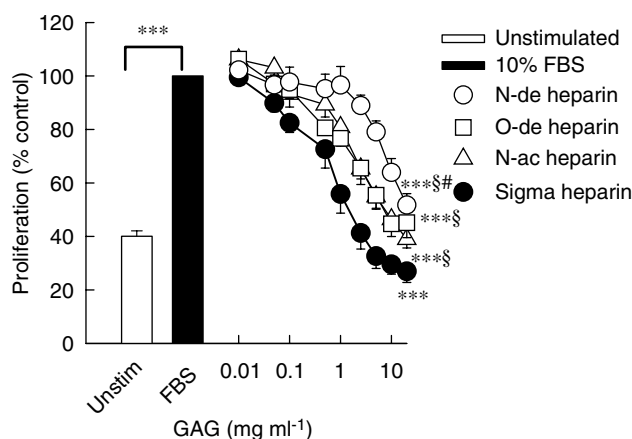 120
100
80
60
40
20
0
Proliferation (% control)
***
Unstim
FBS
0.01
0.1
1
10
GAG (mg ml-1)
***§#
***§
***§
***
Unstimulated
10% FBS
N-de heparin
O-de heparin
N-ac heparin
Sigma heparin